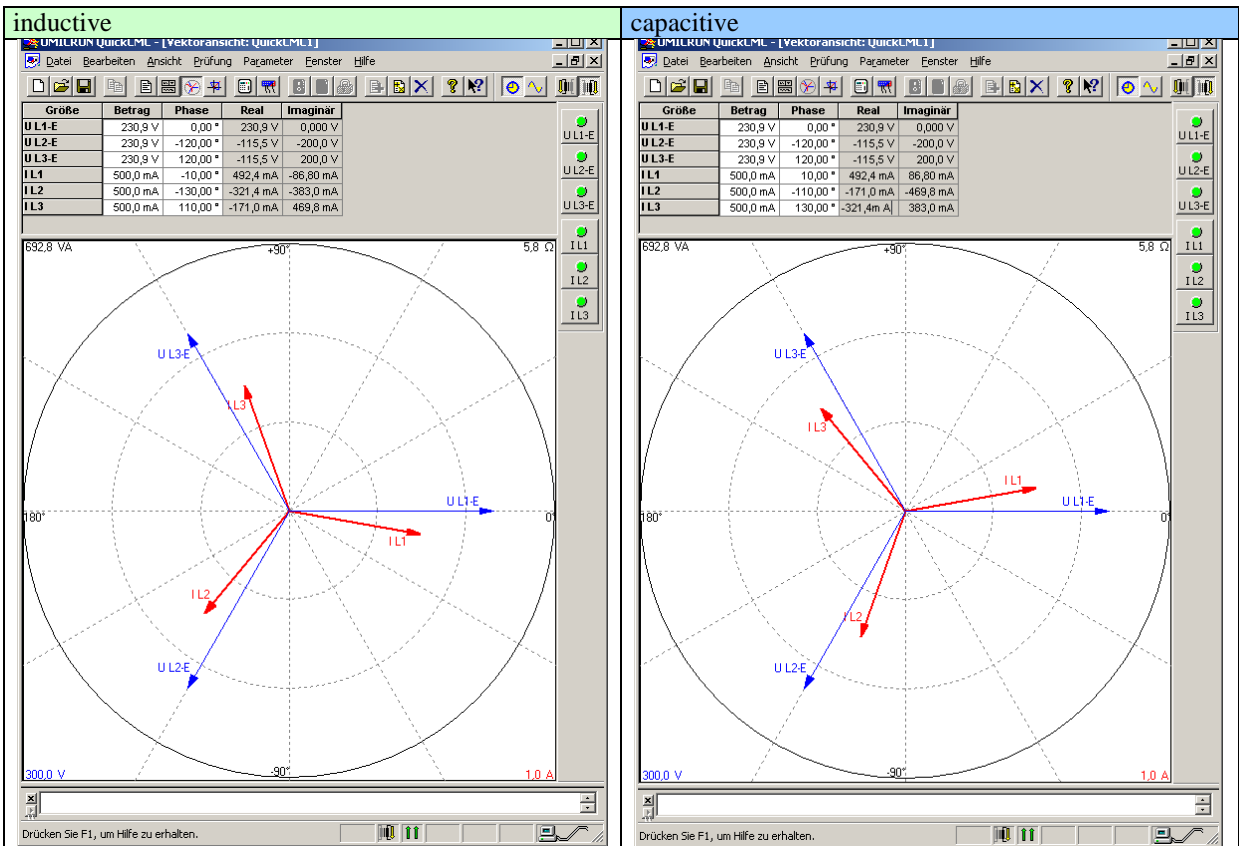 inductive
UMILRUN QuickCML - [Vektoransicht: QuickCML1]
Datei Bearbeiten Ansicht Prüfung Parameter Fenster Hilfe
Größe Betrag Phase Real Imaginär
U L1-E 230,9 V 0,00 ° 230,9 V 0,000 V
U L2-E 230,9 V -120,00 ° -115,5 V -200,0 V
U L3-E 230,9 V 120,00 ° -115,5 V 200,0 V
I L1 500,0 mA -10,00 ° 492,4 mA -86,80 mA
I L2 500,0 mA -130,00 ° -321,4 mA -383,0 mA
I L3 500,0 mA 110,00 ° -171,0 mA 469,8 mA
U L1-E
U L2-E
U L3-E
I L1
I L2
I L3
692,8 VA +90° 5,8 Ω
U L3-E
I L3
U L1-E
180° 0°
I L1
I L2
U L2-E
300,0 V -90° 1,0 A
Drücken Sie F1, um Hilfe zu erhalten.
capacitive
UMILRUN QuickCML - [Vektoransicht: QuickCML1]
Datei Bearbeiten Ansicht Prüfung Parameter Fenster Hilfe
Größe Betrag Phase Real Imaginär
U L1-E 230,9 V 0,00 ° 230,9 V 0,000 V
U L2-E 230,9 V -120,00 ° -115,5 V -200,0 V
U L3-E 230,9 V 120,00 ° -115,5 V 200,0 V
I L1 500,0 mA 10,00 ° 492,4 mA 86,80 mA
I L2 500,0 mA -110,00 ° -171,0 mA -469,8 mA
I L3 500,0 mA 130,00 ° -321,4m A 383,0 mA
U L1-E
U L2-E
U L3-E
I L1
I L2
I L3
692,8 VA +90° 5,8 Ω
U L3-E
I L3
I L1
U L1-E
180° 0°
I L2
U L2-E
300,0 V -90° 1,0 A
Drücken Sie F1, um Hilfe zu erhalten.